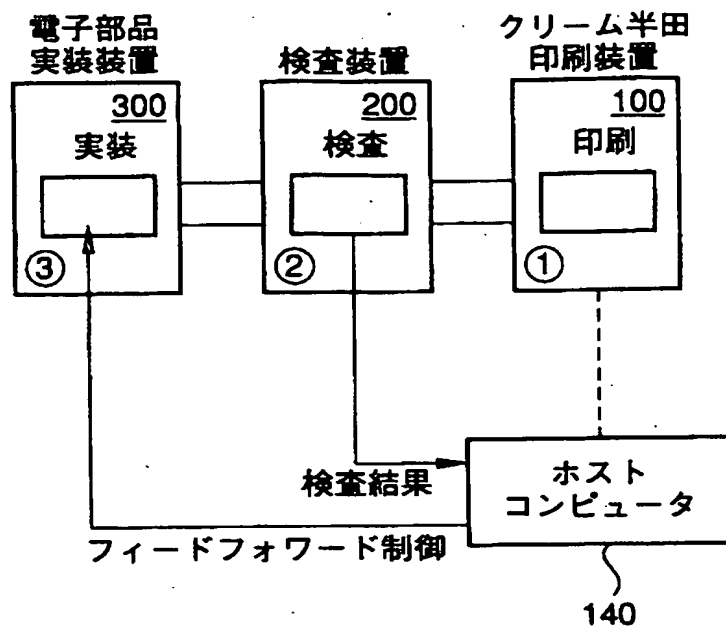 電子部品
実装装置
300
実装
③
検査装置
200
検査
②
クリーム半田
印刷装置
100
印刷
①
検査結果
ホスト
コンピュータ
フィードフォワード制御
140